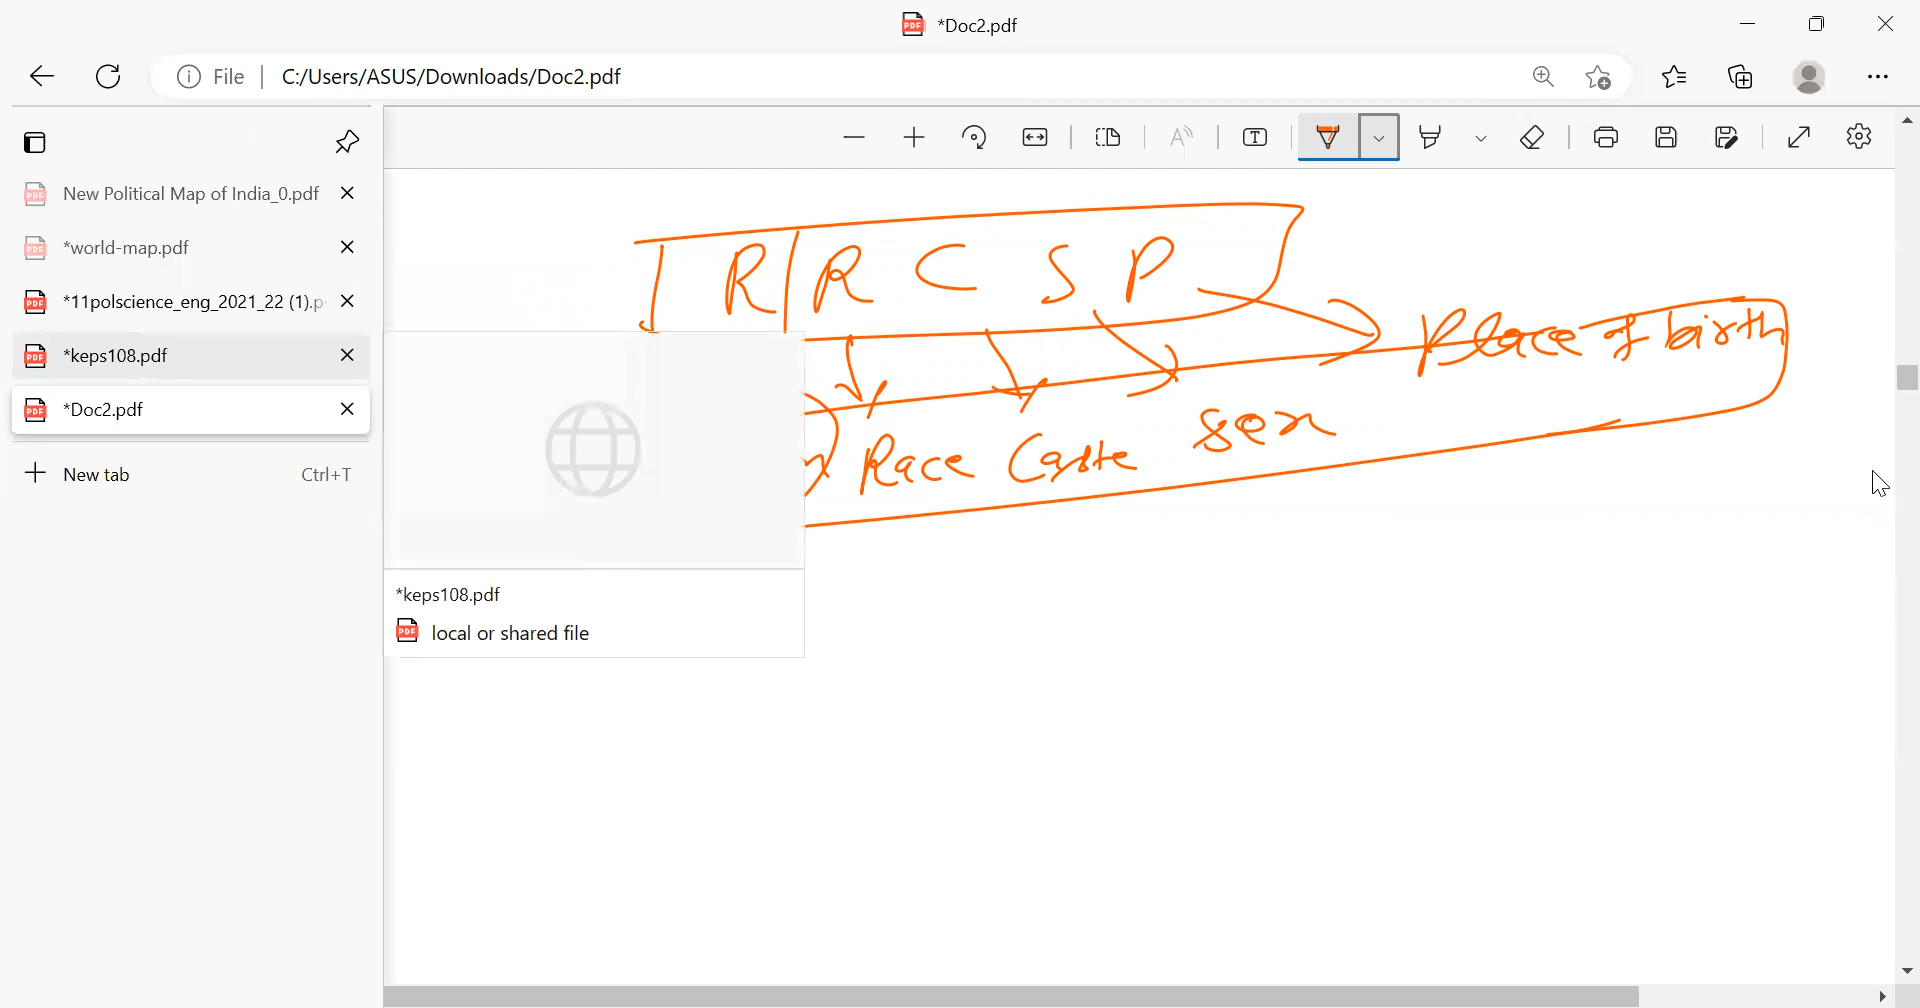 *Doc2.pdf
File
C:/Users/ASUS/Downloads/Doc2.pdf
New Political Map of India_0.pdf
*world-map.pdf
*11polscience_eng_2021_22 (1).p
*keps108.pdf
*Doc2.pdf
New tab Ctrl+T
R R C S P
Place of birth
Race Caste sex
*keps108.pdf
local or shared file